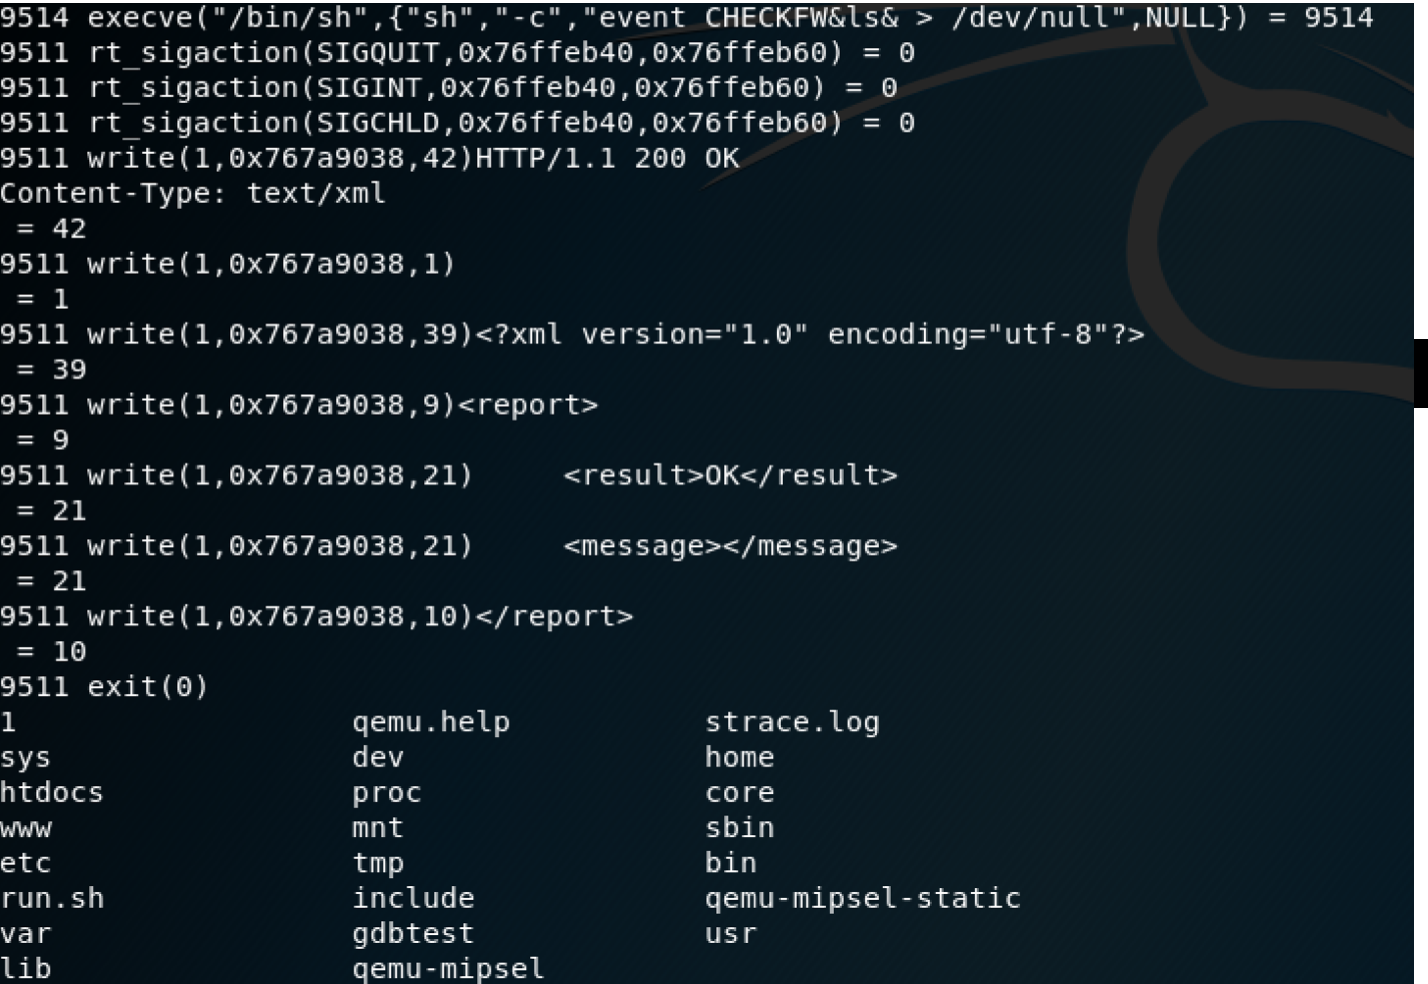 9514 execve("/bin/sh",{"sh","-c","event CHECKFW&ls& > /dev/null",NULL}) = 9514
9511 rt_sigaction(SIGQUIT,0x76ffeb40,0x76ffeb60) = 0
9511 rt_sigaction(SIGINT,0x76ffeb40,0x76ffeb60) = 0
9511 rt_sigaction(SIGCHLD,0x76ffeb40,0x76ffeb60) = 0
9511 write(1,0x767a9038,42)HTTP/1.1 200 OK
Content-Type: text/xml
 = 42
9511 write(1,0x767a9038,1)
 = 1
9511 write(1,0x767a9038,39)<?xml version="1.0" encoding="utf-8"?>
 = 39
9511 write(1,0x767a9038,9)<report>
 = 9
9511 write(1,0x767a9038,21)     <result>OK</result>
 = 21
9511 write(1,0x767a9038,21)     <message></message>
 = 21
9511 write(1,0x767a9038,10)</report>
 = 10
9511 exit(0)
1                   qemu.help           strace.log
sys                 dev                 home
htdocs              proc                core
www                 mnt                 sbin
etc                 tmp                 bin
run.sh              include             qemu-mipsel-static
var                 gdbtest             usr
lib                 qemu-mipsel